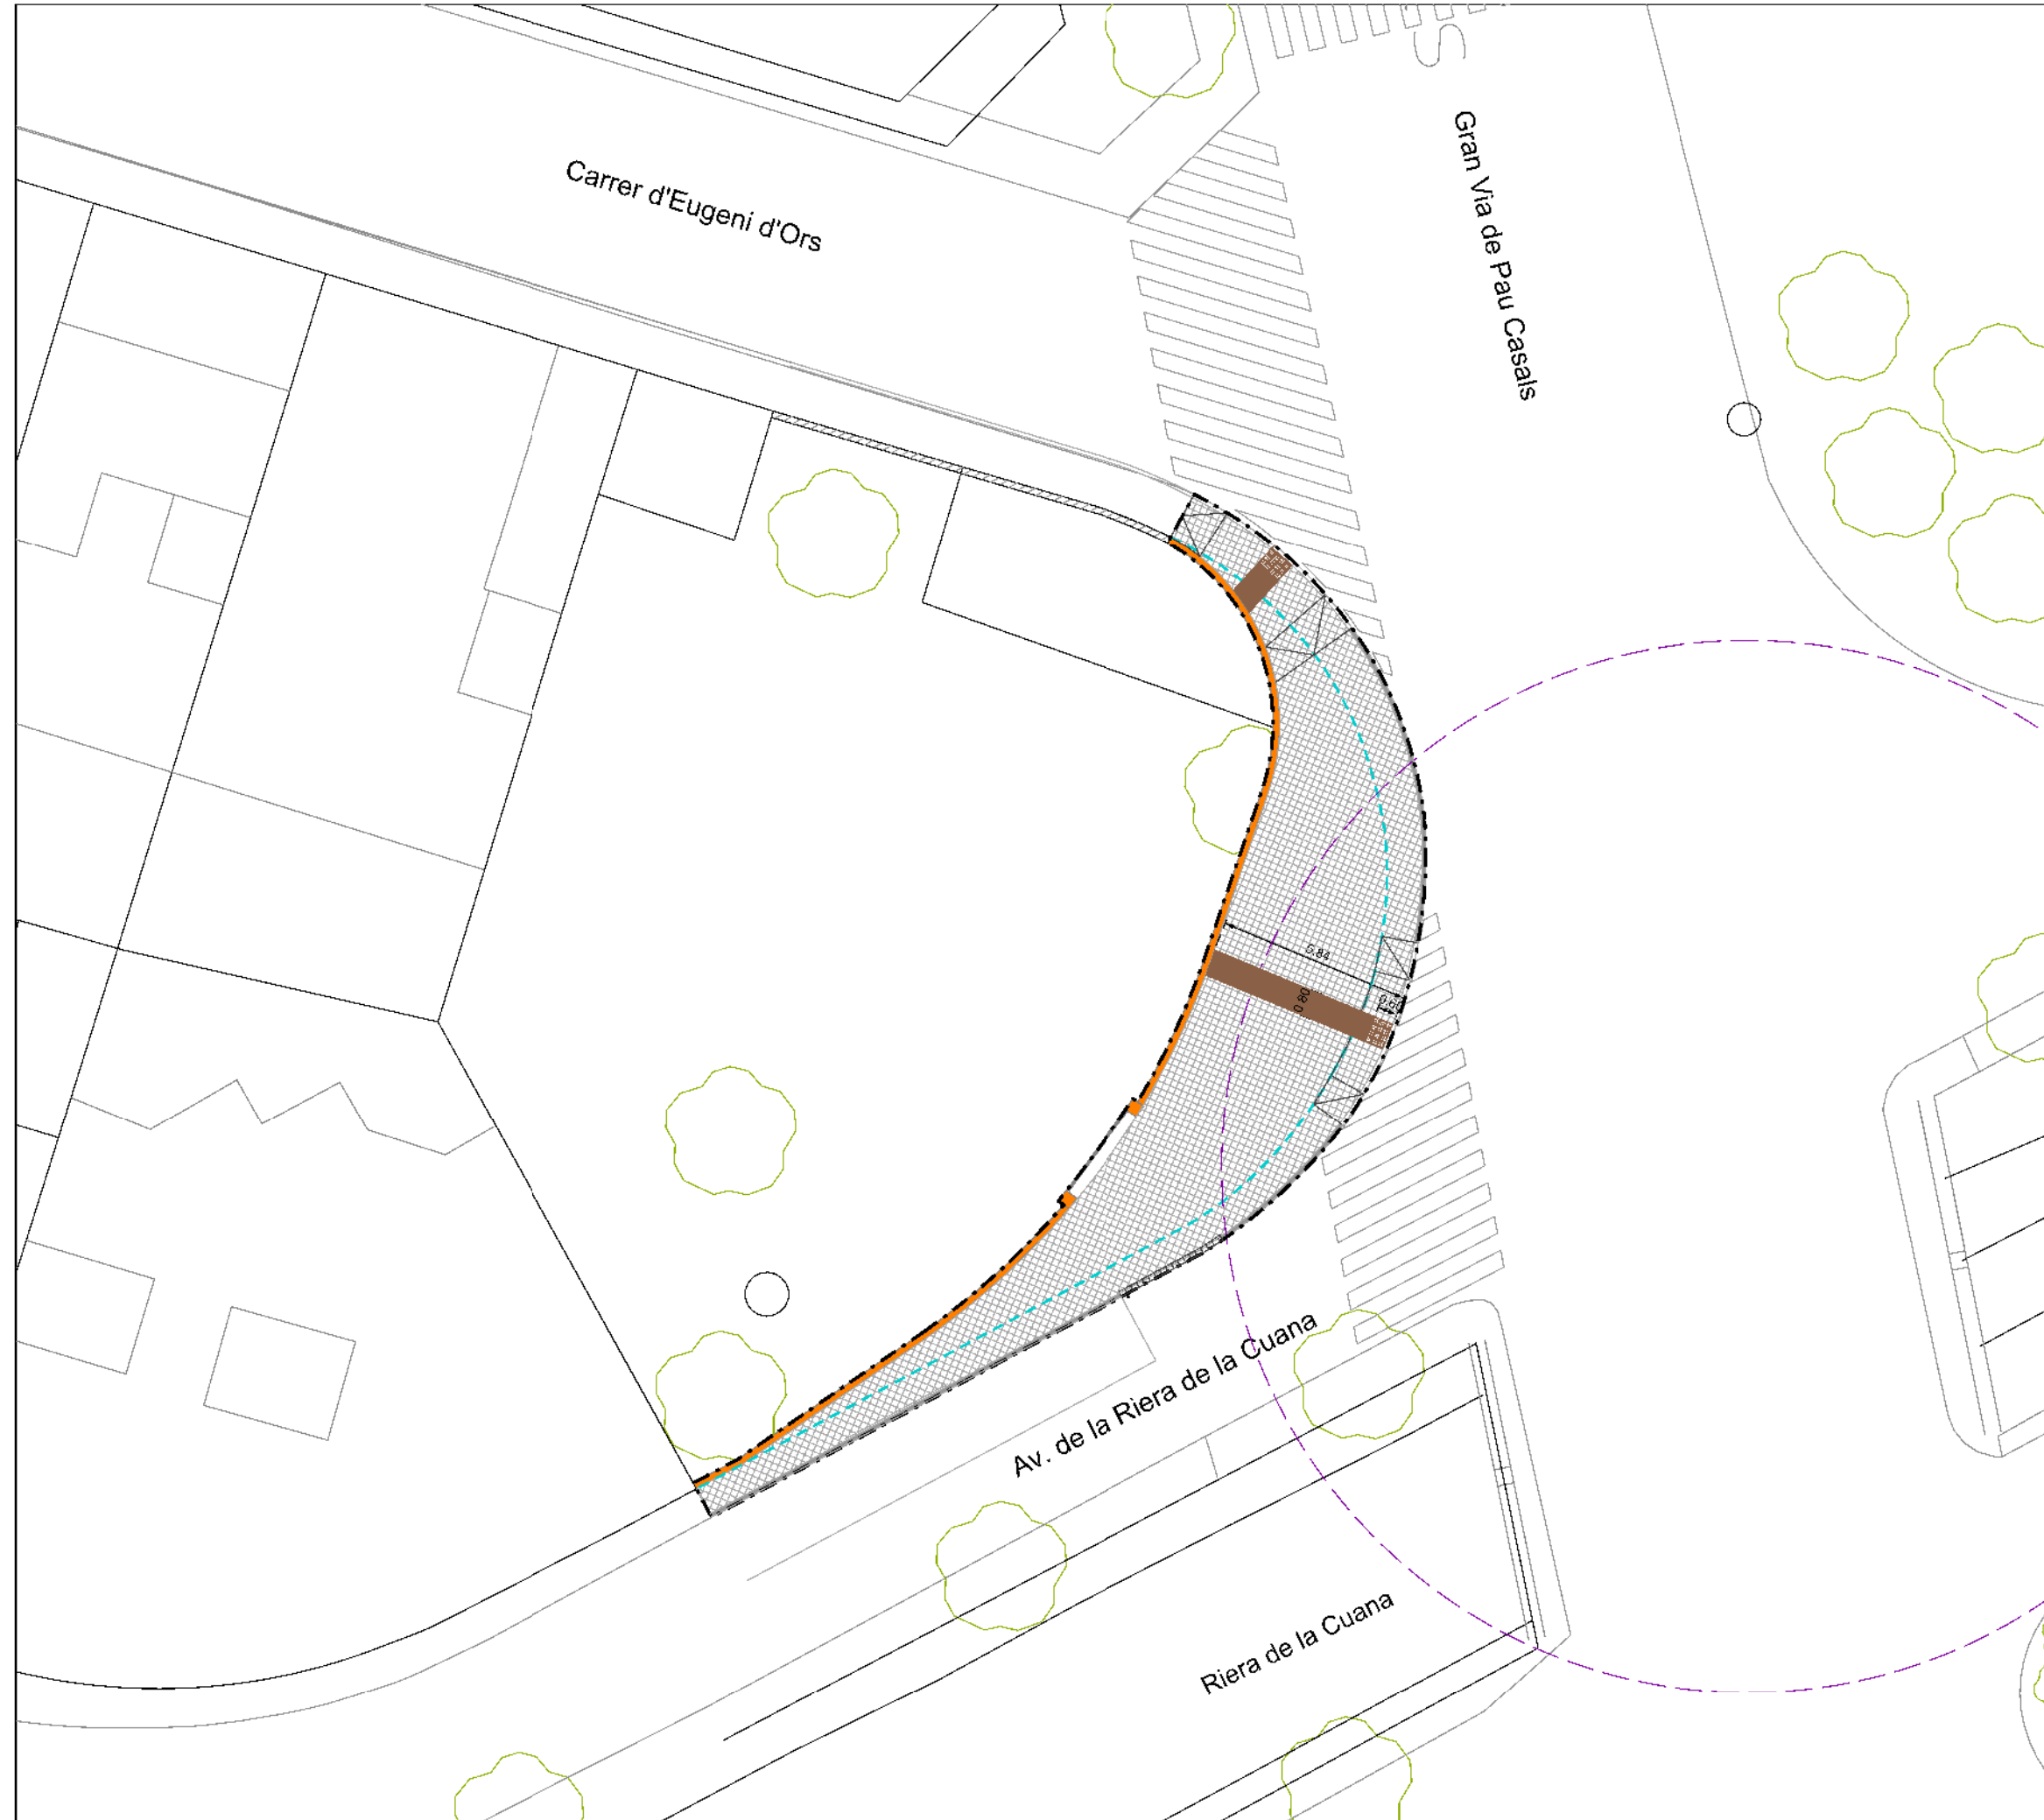 Carrer d'Eugeni d'Ors
Gran Via de Pau Casals
5.84
0.80
0.60
Av. de la Riera de la Cuana
Riera de la Cuana